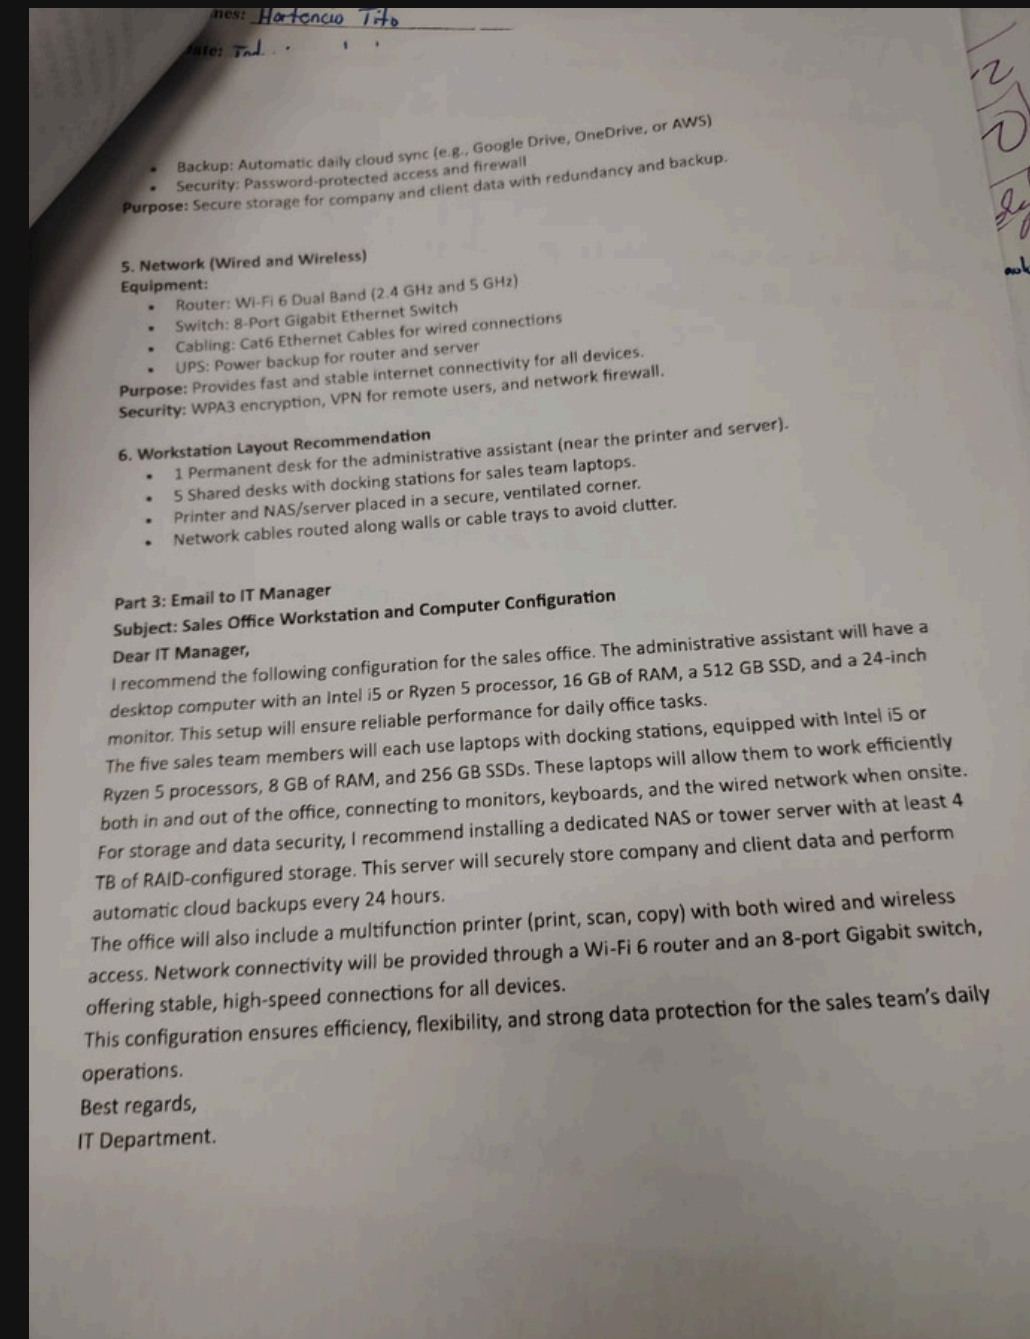 nes: Hortencio Tito
ate:
• Backup: Automatic daily cloud sync (e.g., Google Drive, OneDrive, or AWS)
• Security: Password-protected access and firewall
Purpose: Secure storage for company and client data with redundancy and backup.
5. Network (Wired and Wireless)
Equipment:
• Router: Wi-Fi 6 Dual Band (2.4 GHz and 5 GHz)
• Switch: 8-Port Gigabit Ethernet Switch
• Cabling: Cat6 Ethernet Cables for wired connections
• UPS: Power backup for router and server
Purpose: Provides fast and stable internet connectivity for all devices.
Security: WPA3 encryption, VPN for remote users, and network firewall.
6. Workstation Layout Recommendation
• 1 Permanent desk for the administrative assistant (near the printer and server).
• 5 Shared desks with docking stations for sales team laptops.
• Printer and NAS/server placed in a secure, ventilated corner.
• Network cables routed along walls or cable trays to avoid clutter.
Part 3: Email to IT Manager
Subject: Sales Office Workstation and Computer Configuration
Dear IT Manager,
I recommend the following configuration for the sales office. The administrative assistant will have a
desktop computer with an Intel i5 or Ryzen 5 processor, 16 GB of RAM, a 512 GB SSD, and a 24-inch
monitor. This setup will ensure reliable performance for daily office tasks.
The five sales team members will each use laptops with docking stations, equipped with Intel i5 or
Ryzen 5 processors, 8 GB of RAM, and 256 GB SSDs. These laptops will allow them to work efficiently
both in and out of the office, connecting to monitors, keyboards, and the wired network when onsite.
For storage and data security, I recommend installing a dedicated NAS or tower server with at least 4
TB of RAID-configured storage. This server will securely store company and client data and perform
automatic cloud backups every 24 hours.
The office will also include a multifunction printer (print, scan, copy) with both wired and wireless
access. Network connectivity will be provided through a Wi-Fi 6 router and an 8-port Gigabit switch,
offering stable, high-speed connections for all devices.
This configuration ensures efficiency, flexibility, and strong data protection for the sales team's daily
operations.
Best regards,
IT Department.